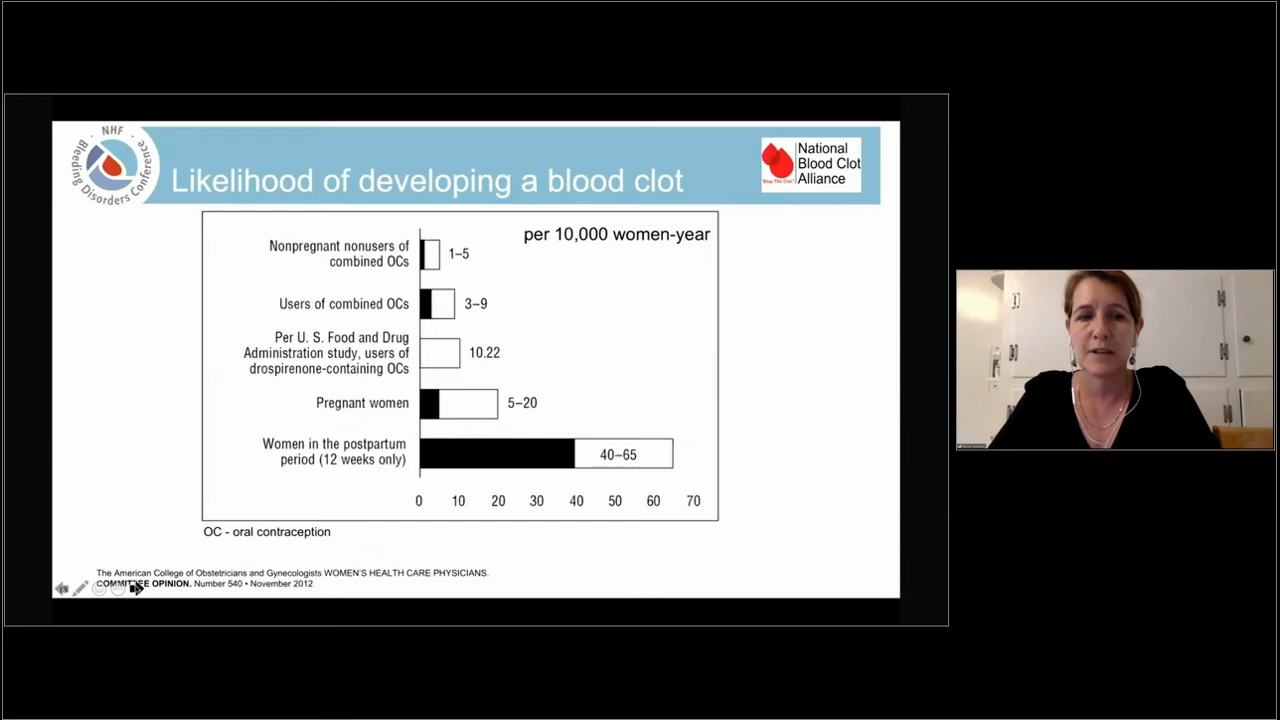 NHF
Bleeding Disorders Conference
Likelihood of developing a blood clot
National
Blood Clot
Alliance
Stop The Clot
per 10,000 women-year
Nonpregnant nonusers of
combined OCs
1–5
Users of combined OCs
3–9
Per U. S. Food and Drug
Administration study, users of
drospirenone-containing OCs
10.22
Pregnant women
5–20
Women in the postpartum
period (12 weeks only)
40–65
0 10 20 30 40 50 60 70
OC - oral contraception
The American College of Obstetricians and Gynecologists WOMEN'S HEALTH CARE PHYSICIANS.
COMMITTEE OPINION. Number 540 • November 2012